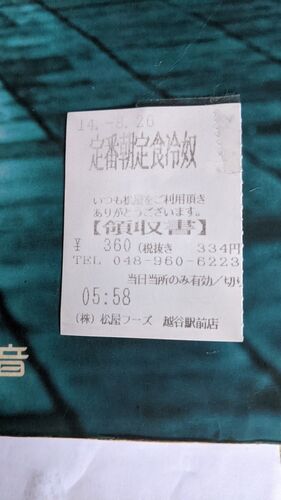 14.-8.26
定番朝定食冷奴
いつも松屋をご利用頂き
ありがとうございます。
【領収書】
¥ 360(税抜き 334円
TEL 048-960-6223
当日当所のみ有効/切り
05:58
(株)松屋フーズ 越谷駅前店
音